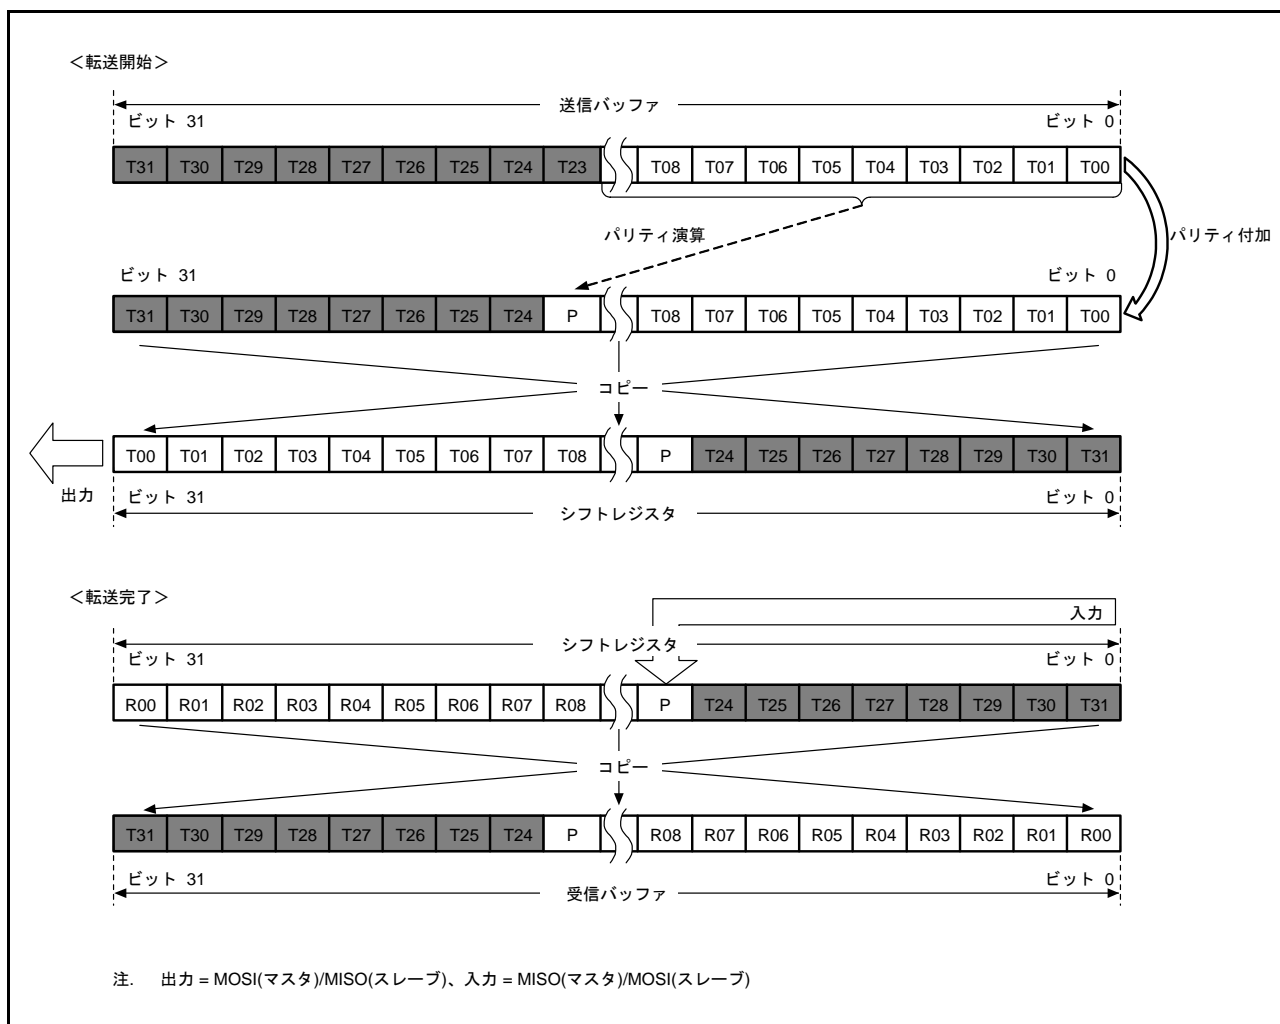 ＜転送開始＞
送信バッファ
ビット 31 ビット 0
T31 T30 T29 T28 T27 T26 T25 T24 T23 T08 T07 T06 T05 T04 T03 T02 T01 T00
パリティ演算 パリティ付加
ビット 31 ビット 0
T31 T30 T29 T28 T27 T26 T25 T24 P T08 T07 T06 T05 T04 T03 T02 T01 T00
コピー
T00 T01 T02 T03 T04 T05 T06 T07 T08 P T24 T25 T26 T27 T28 T29 T30 T31
出力 ビット 31 ビット 0
シフトレジスタ
＜転送完了＞
入力
シフトレジスタ
ビット 31 ビット 0
R00 R01 R02 R03 R04 R05 R06 R07 R08 P T24 T25 T26 T27 T28 T29 T30 T31
コピー
T31 T30 T29 T28 T27 T26 T25 T24 P R08 R07 R06 R05 R04 R03 R02 R01 R00
ビット 31 ビット 0
受信バッファ
注. 出力 = MOSI(マスタ)/MISO(スレーブ)、入力 = MISO(マスタ)/MOSI(スレーブ)